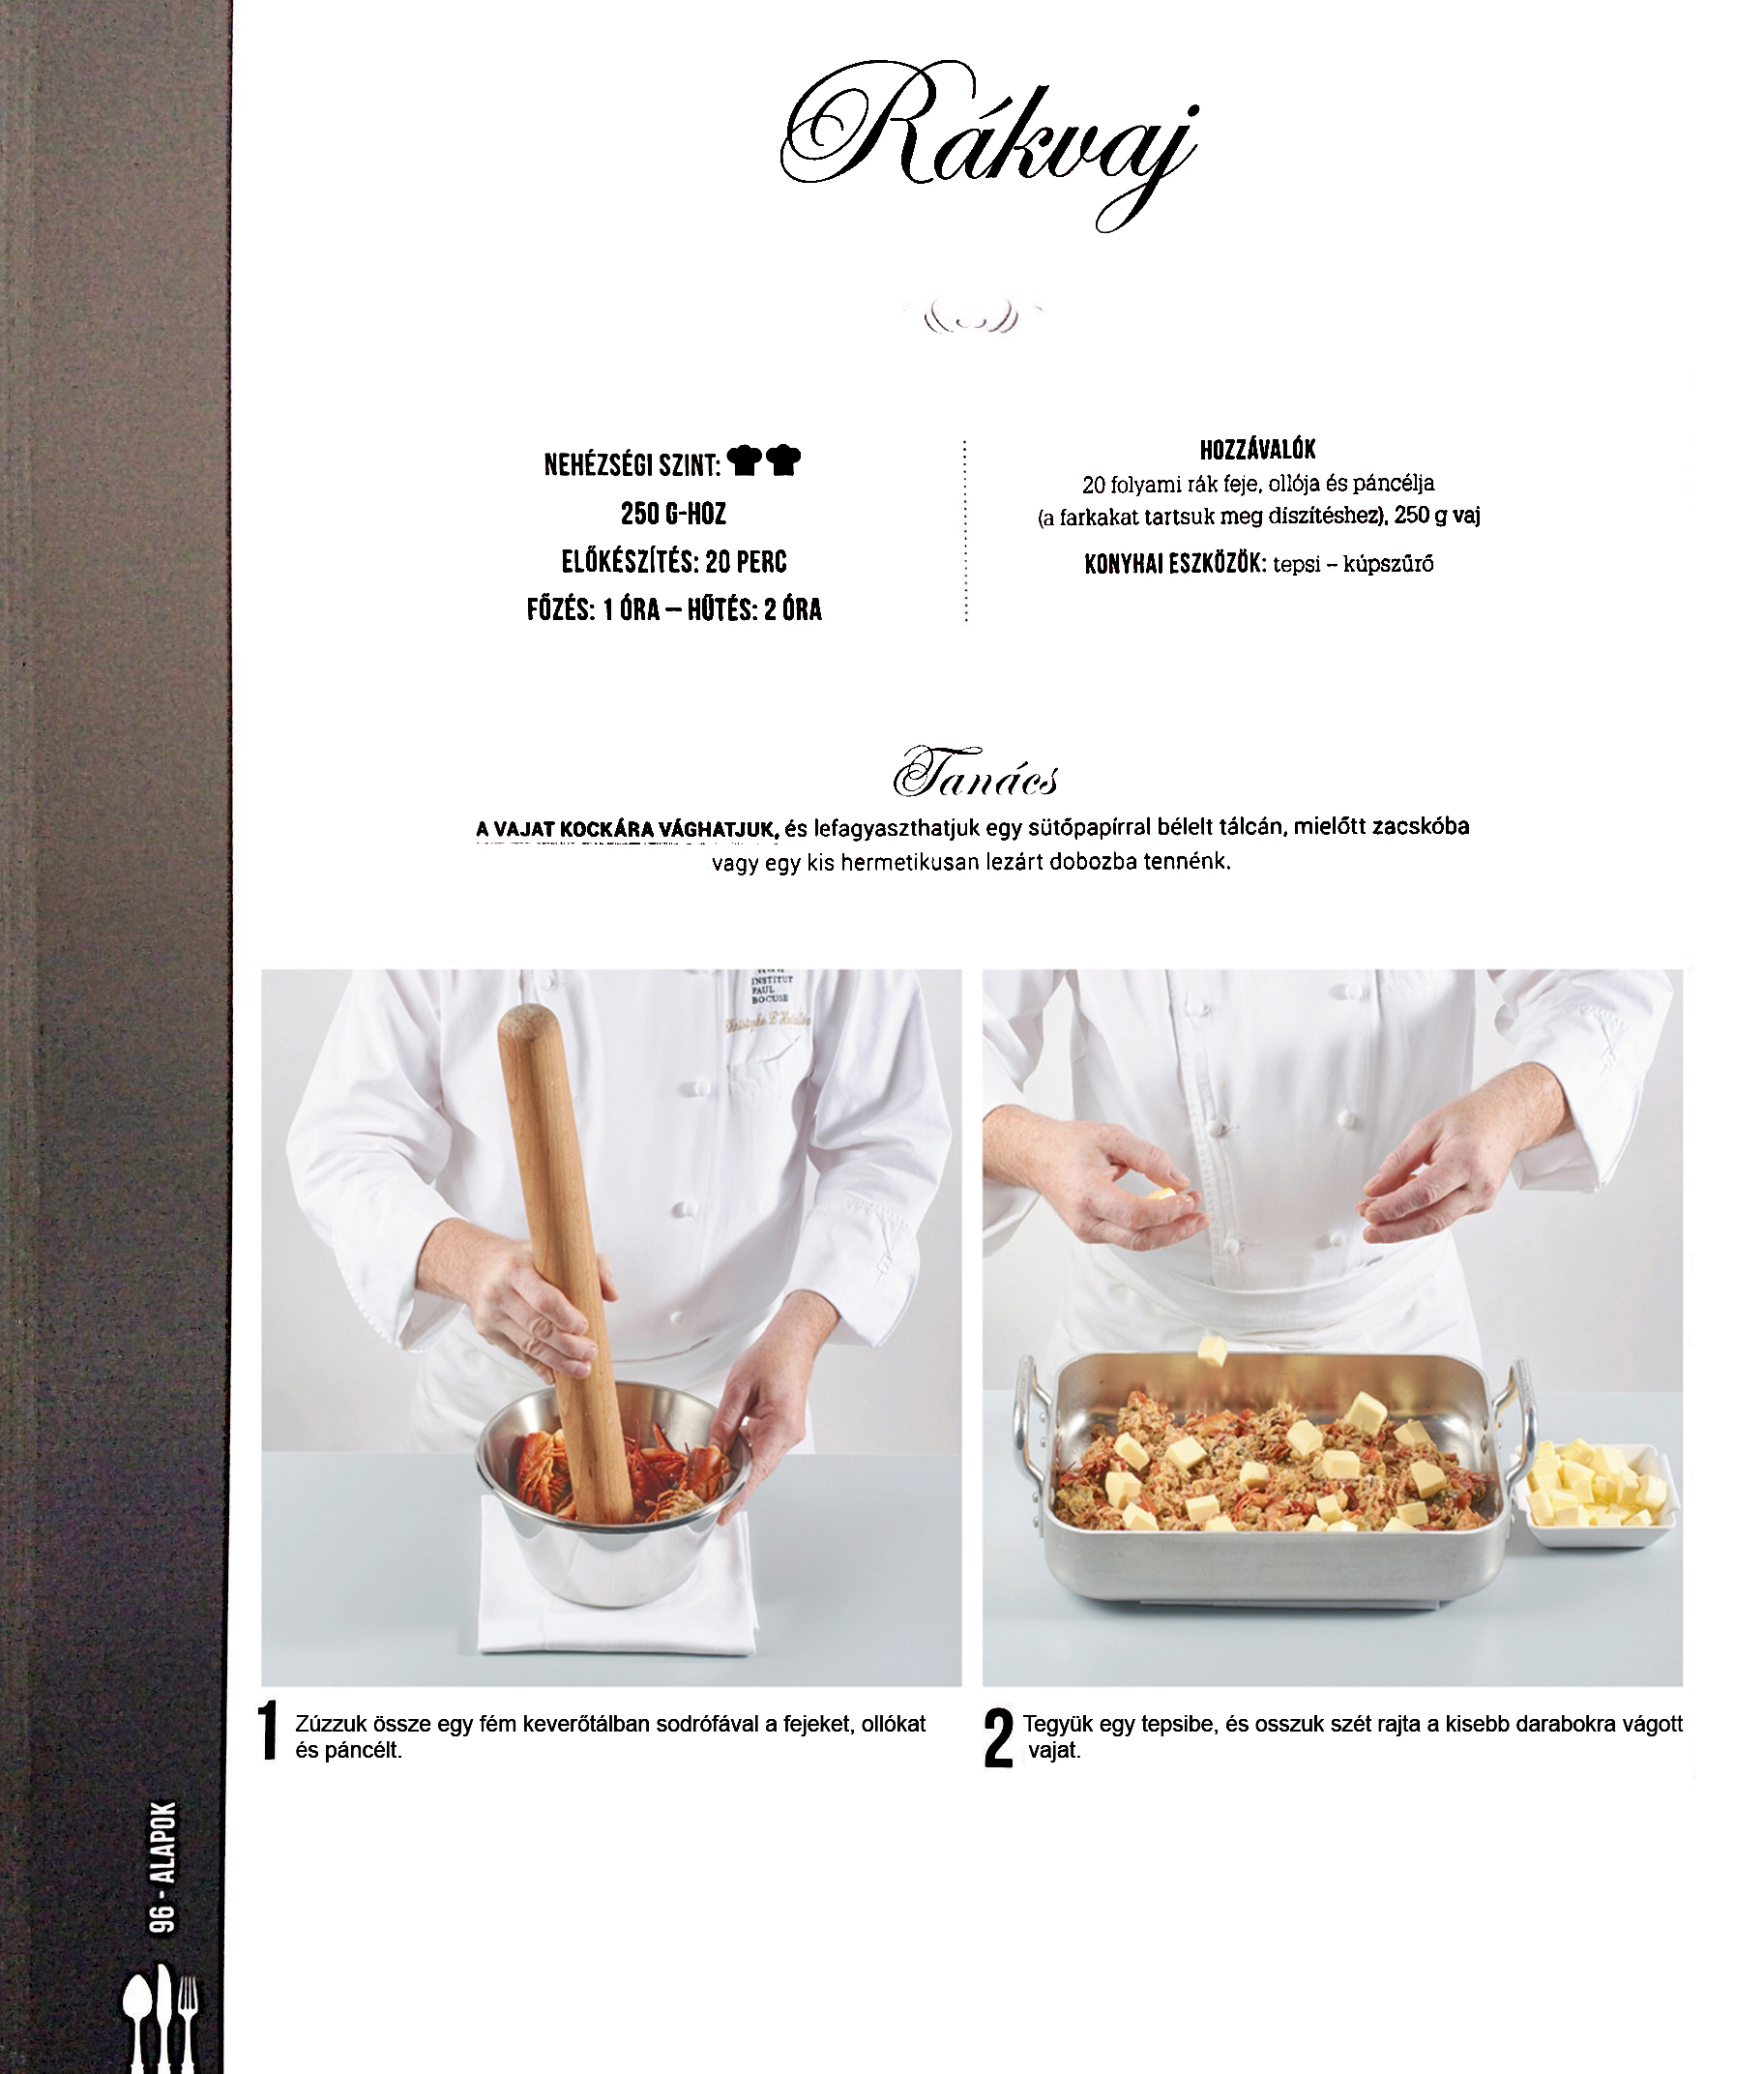 Rákvaj
NEHÉZSÉGI SZINT:
250 G-HOZ
ELŐKÉSZÍTÉS: 20 PERC
FŐZÉS: 1 ÓRA – HŰTÉS: 2 ÓRA
HOZZÁVALÓK
20 folyami rák feje, ollója és páncélja
(a farkakat tartsuk meg díszítéshez), 250 g vaj
KONYHAI ESZKÖZÖK: tepsi – kúpszűrő
Tanács
A VAJAT KOCKÁRA VÁGHATJUK, és lefagyaszthatjuk egy sütőpapírral bélelt tálcán, mielőtt zacskóba
vagy egy kis hermetikusan lezárt dobozba tennénk.
INSTITUT
PAUL
BOCUSE
1 Zúzzuk össze egy fém keverőtálban sodrófával a fejeket, ollókat
és páncélt.
2 Tegyük egy tepsibe, és osszuk szét rajta a kisebb darabokra vágott
vajat.
96 - ALAPOK